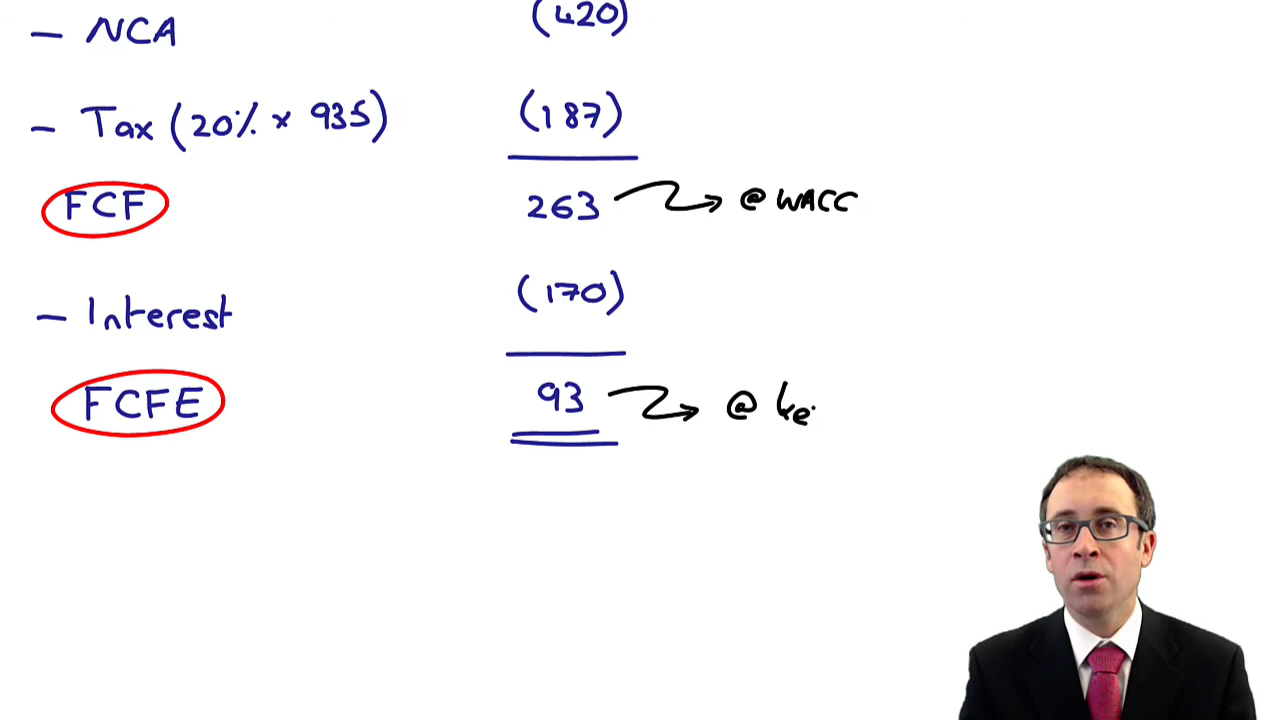 – NCA (420)
– Tax (20% × 935) (187)
FCF 263 @ WACC
– Interest (170)
FCFE 93 @ ke